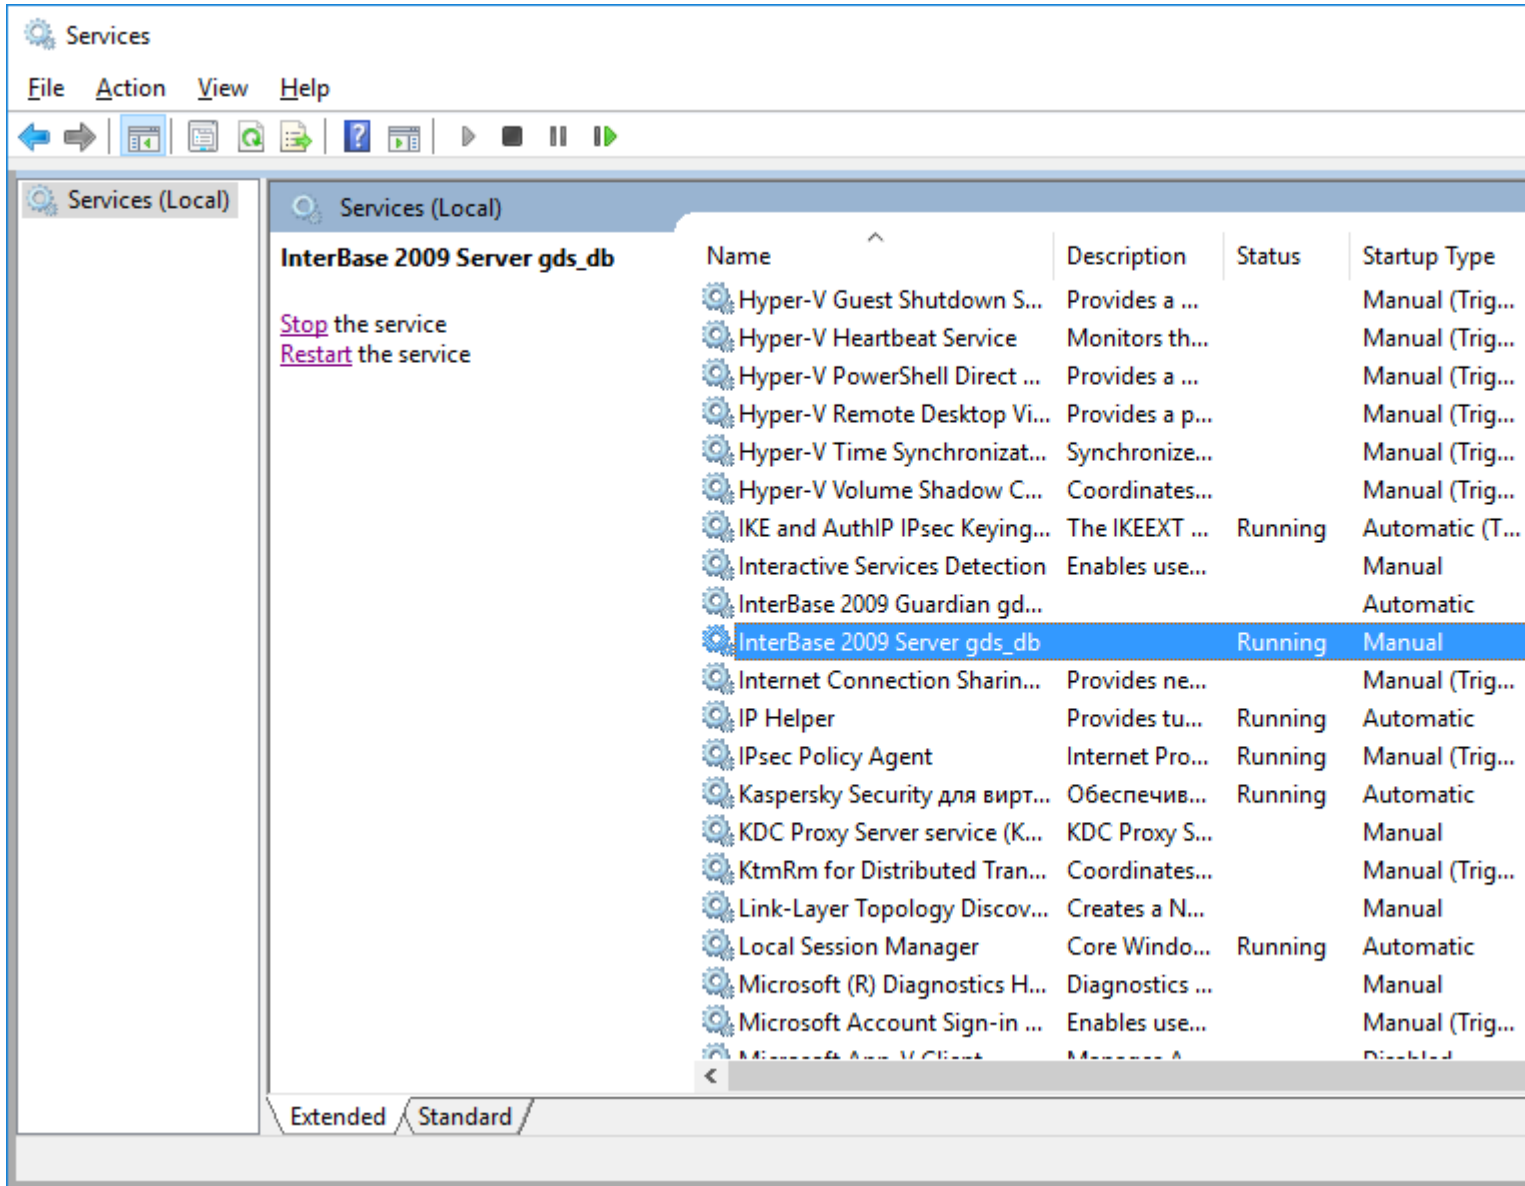 Services
File Action View Help
Services (Local)
Services (Local)
InterBase 2009 Server gds_db
Stop the service
Restart the service
Name Description Status Startup Type
Hyper-V Guest Shutdown S... Provides a ... Manual (Trig...
Hyper-V Heartbeat Service Monitors th... Manual (Trig...
Hyper-V PowerShell Direct ... Provides a ... Manual (Trig...
Hyper-V Remote Desktop Vi... Provides a p... Manual (Trig...
Hyper-V Time Synchronizat... Synchronize... Manual (Trig...
Hyper-V Volume Shadow C... Coordinates... Manual (Trig...
IKE and AuthIP IPsec Keying... The IKEEXT ... Running Automatic (T...
Interactive Services Detection Enables use... Manual
InterBase 2009 Guardian gd... Automatic
InterBase 2009 Server gds_db Running Manual
Internet Connection Sharin... Provides ne... Manual (Trig...
IP Helper Provides tu... Running Automatic
IPsec Policy Agent Internet Pro... Running Manual (Trig...
Kaspersky Security для вирт... Обеспечив... Running Automatic
KDC Proxy Server service (K... KDC Proxy S... Manual
KtmRm for Distributed Tran... Coordinates... Manual (Trig...
Link-Layer Topology Discov... Creates a N... Manual
Local Session Manager Core Windo... Running Automatic
Microsoft (R) Diagnostics H... Diagnostics ... Manual
Microsoft Account Sign-in ... Enables use... Manual (Trig...
Microsoft App-V Client Manages A Disabled
Extended Standard